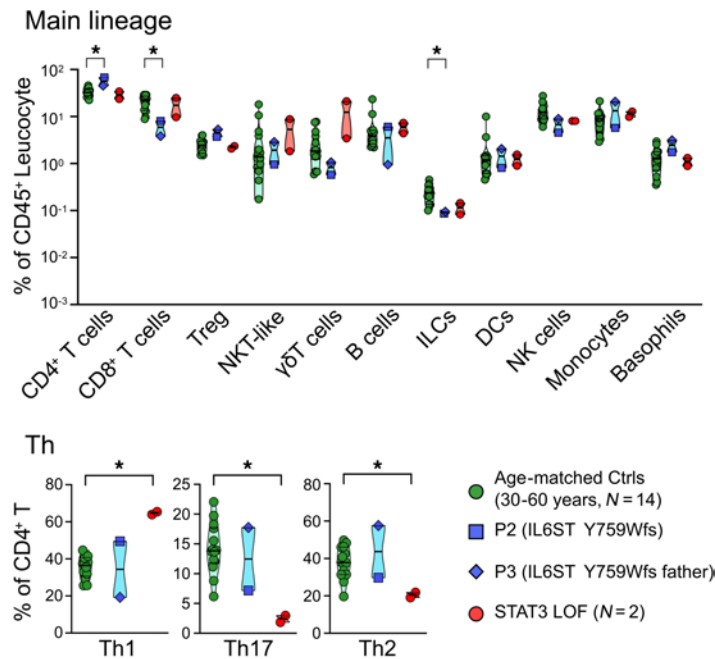 Main lineage
* * *
% of CD45⁺ Leucocyte
10²
10¹
10⁰
10⁻¹
10⁻²
10⁻³
CD4⁺ T cells
CD8⁺ T cells
Treg
NKT-like
γδT cells
B cells
ILCs
DCs
NK cells
Monocytes
Basophils
Th
% of CD4⁺ T
*
80
60
40
20
0
Th1
*
25
20
15
10
5
0
Th17
*
80
60
40
20
0
Th2
Age-matched Ctrls
(30-60 years, N = 14)
P2 (IL6ST Y759Wfs)
P3 (IL6ST Y759Wfs father)
STAT3 LOF (N = 2)